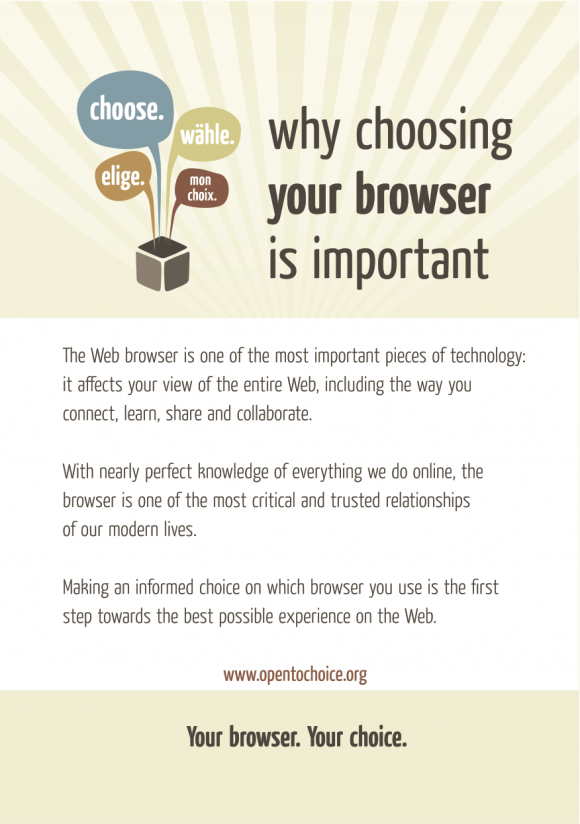 choose.
wähle.
elige.
mon
choix.
why choosing
your browser
is important
The Web browser is one of the most important pieces of technology:
it affects your view of the entire Web, including the way you
connect, learn, share and collaborate.
With nearly perfect knowledge of everything we do online, the
browser is one of the most critical and trusted relationships
of our modern lives.
Making an informed choice on which browser you use is the first
step towards the best possible experience on the Web.
www.opentochoice.org
Your browser. Your choice.